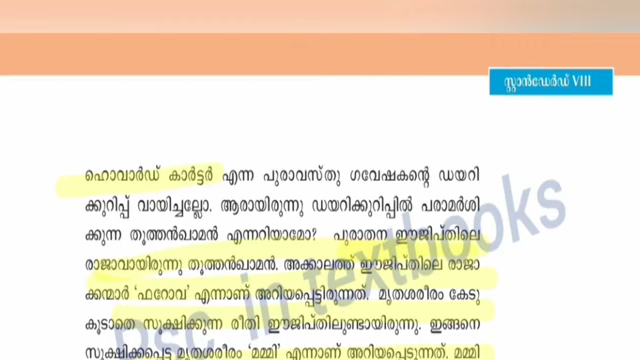 സ്റ്റാൻഡേർഡ് VIII
ഹൊവാർഡ് കാർട്ടർ എന്ന പുരാവസ്തു ഗവേഷകന്റെ ഡയറി
ക്കുറിപ്പ് വായിച്ചല്ലോ. ആരായിരുന്നു ഡയറിക്കുറിപ്പിൽ പരാമർശി
ക്കുന്ന തൂത്തൻഖാമൻ എന്നറിയാമോ? പുരാതന ഈജിപ്തിലെ
രാജാവായിരുന്നു തൂത്തൻഖാമൻ. അക്കാലത്ത് ഈജിപ്തിലെ രാജാ
ക്കന്മാർ 'ഫറോവ' എന്നാണ് അറിയപ്പെട്ടിരുന്നത്. മൃതശരീരം കേടു
കൂടാതെ സൂക്ഷിക്കുന്ന രീതി ഈജിപ്തിലുണ്ടായിരുന്നു. ഇങ്ങനെ
സൂക്ഷിക്കപ്പെട്ട മൃതശരീരം 'മമ്മി' എന്നാണ് അറിയപ്പെടുന്നത്. മമ്മി
Psc in textbooks